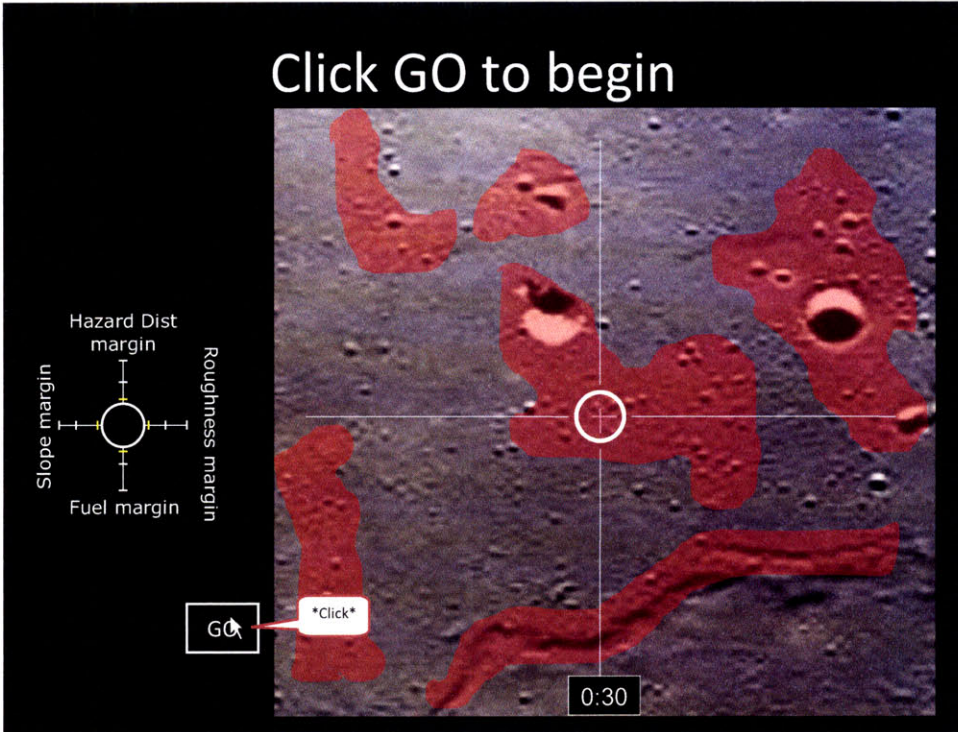 Click GO to begin
Hazard Dist
margin
Slope margin
Roughness margin
Fuel margin
GO
*Click*
0:30